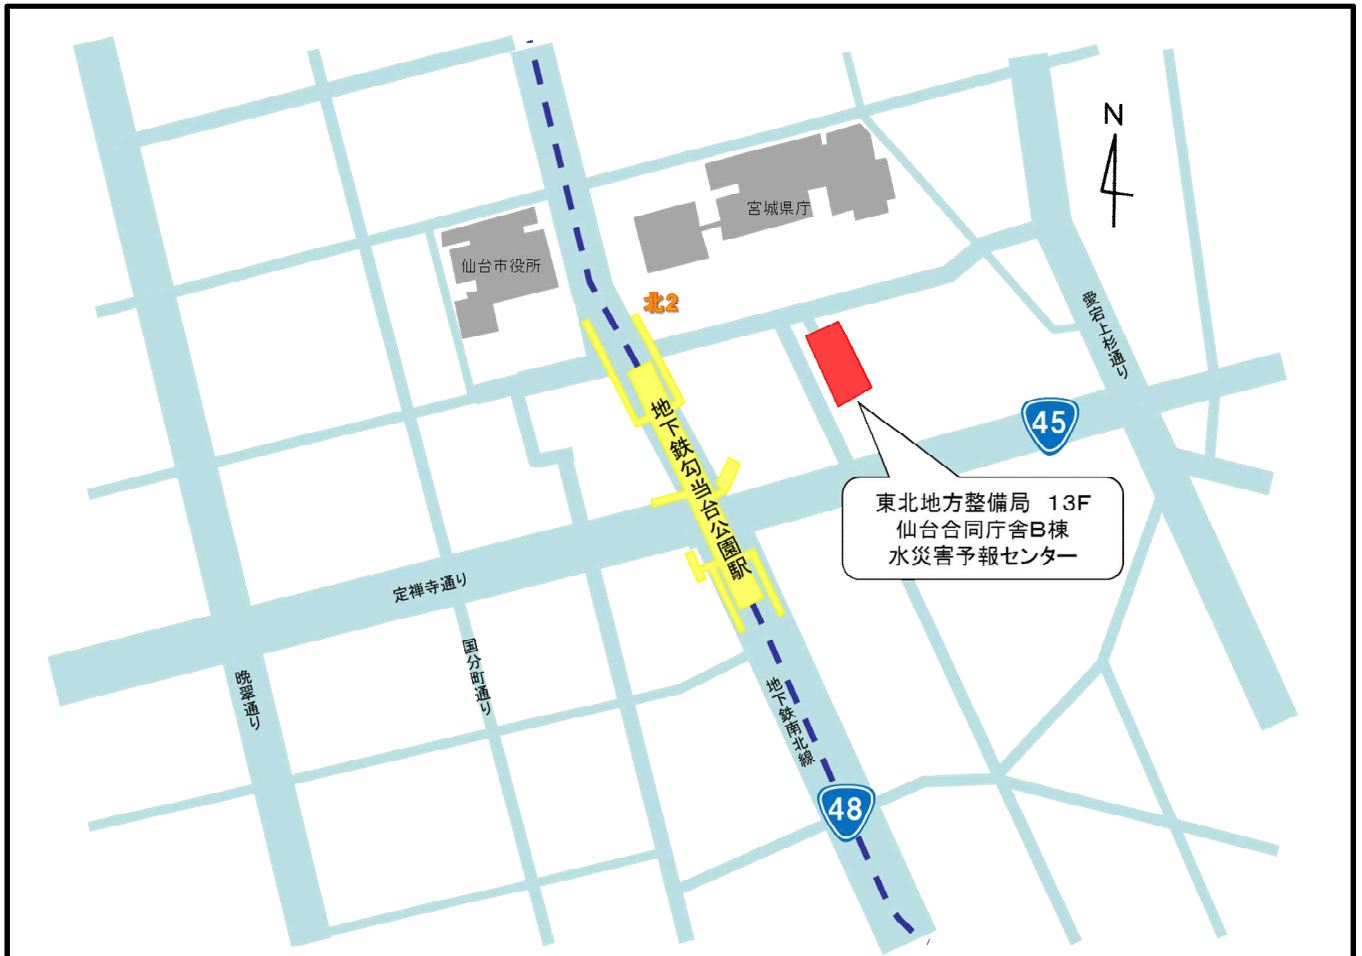 N
宮城県庁
仙台市役所
北2
愛宕上杉通り
45
地下鉄勾当台公園駅
東北地方整備局 13F
仙台合同庁舎B棟
水災害予報センター
定禅寺通り
国分町通り
晩翠通り
地下鉄南北線
48